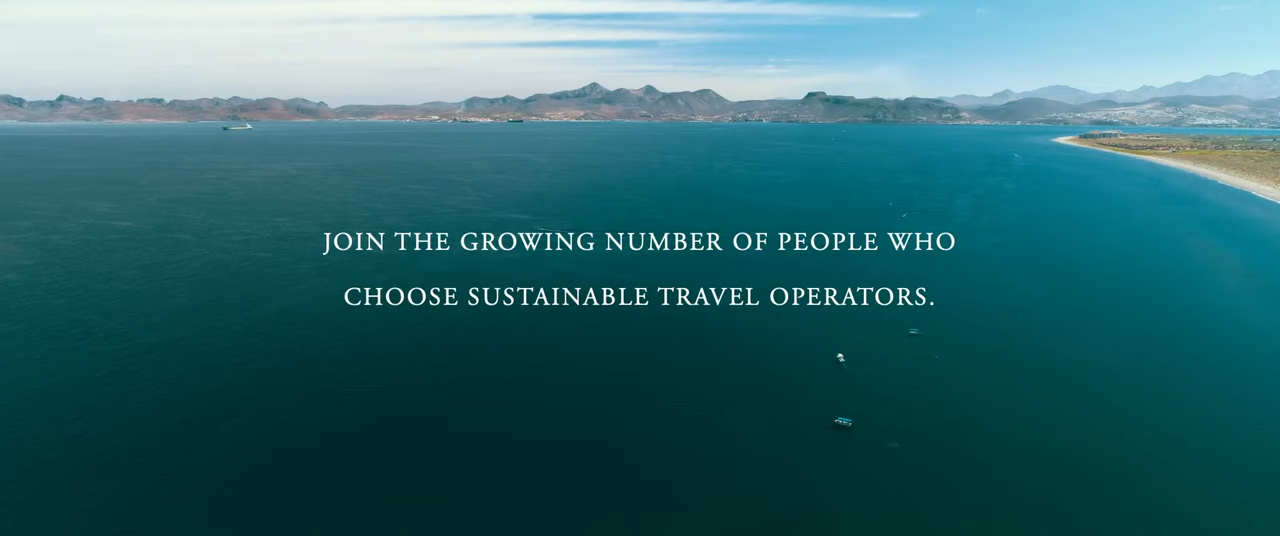 JOIN THE GROWING NUMBER OF PEOPLE WHO
CHOOSE SUSTAINABLE TRAVEL OPERATORS.